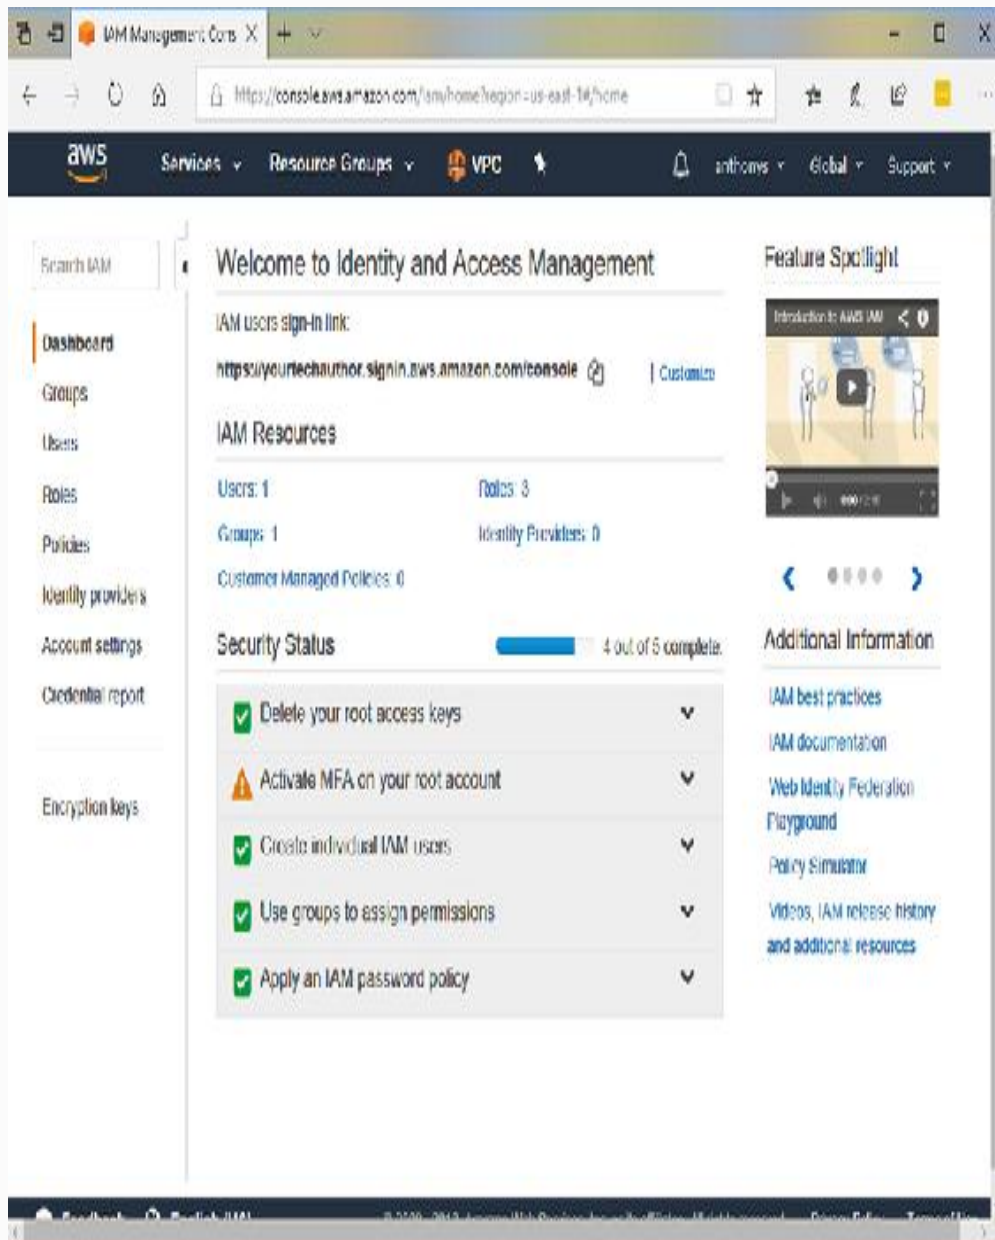 IAM Management Cons
https://console.aws.amazon.com/iam/home?region=us-east-1#/home
aws
Services
Resource Groups
VPC
anthonys
Global
Support
Search IAM
Dashboard
Groups
Users
Roles
Policies
Identity providers
Account settings
Credential report
Encryption keys
Welcome to Identity and Access Management
IAM users sign-in link:
https://yourtechauthor.signin.aws.amazon.com/console
| Customize
IAM Resources
Users: 1
Roles: 3
Groups: 1
Identity Providers: 0
Customer Managed Policies: 0
Security Status
4 out of 5 complete.
Delete your root access keys
Activate MFA on your root account
Create individual IAM users
Use groups to assign permissions
Apply an IAM password policy
Feature Spotlight
Introduction to AWS IAM
Additional Information
IAM best practices
IAM documentation
Web Identity Federation
Playground
Policy Simulator
Videos, IAM release history
and additional resources